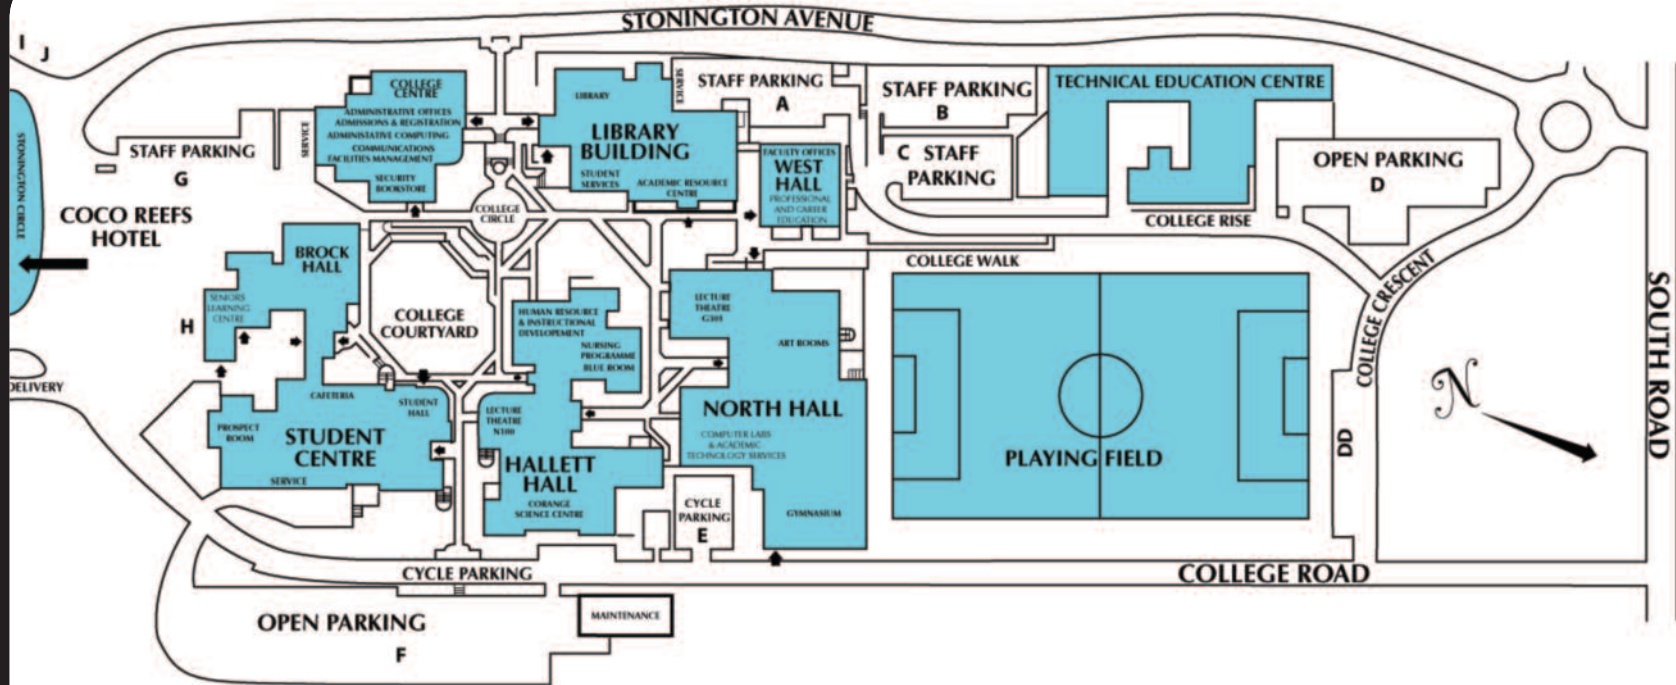 STONINGTON AVENUE
I
J
STONINGTON CIRCLE
COCO REEFS
HOTEL
STAFF PARKING
G
SERVICE
COLLEGE
CENTRE
ADMINISTRATIVE OFFICES
ADMISSIONS & REGISTRATION
ADMINISTATIVE COMPUTING
COMMUNICATIONS
FACILITIES MANAGEMENT
SECURITY
BOOKSTORE
LIBRARY
LIBRARY
BUILDING
STUDENT
SERVICES
ACADEMIC RESOURCE
CENTRE
L
SERVICE
STAFF PARKING
A
STAFF PARKING
B
C STAFF
PARKING
FACULTY OFFICES
WEST
HALL
PROFESSIONAL
AND CAREER
EDUCATION
TECHNICAL EDUCATION CENTRE
OPEN PARKING
D
COLLEGE RISE
COLLEGE WALK
COLLEGE CRESCENT
SOUTH ROAD
COLLEGE
CIRCLE
BROCK
HALL
SENIORS
LEARNING
CENTRE
H
COLLEGE
COURTYARD
HUMAN RESOURCE
& INSTRUCTIONAL
DEVELOPEMENT
NURSING
PROGRAMME
BLUE ROOM
LECTURE
THEATRE
G301
ART ROOMS
NORTH HALL
COMPUTER LABS
& ACADEMIC
TECHNOLOGY SERVICES
GYMNASIUM
PLAYING FIELD
DD
N
DELIVERY
CAFETERIA
STUDENT
HALL
PROSPECT
ROOM
STUDENT
CENTRE
SERVICE
LECTURE
THEATRE
N100
HALLETT
HALL
CORANGE
SCIENCE CENTRE
CYCLE
PARKING
E
CYCLE PARKING
COLLEGE ROAD
OPEN PARKING
F
MAINTENANCE